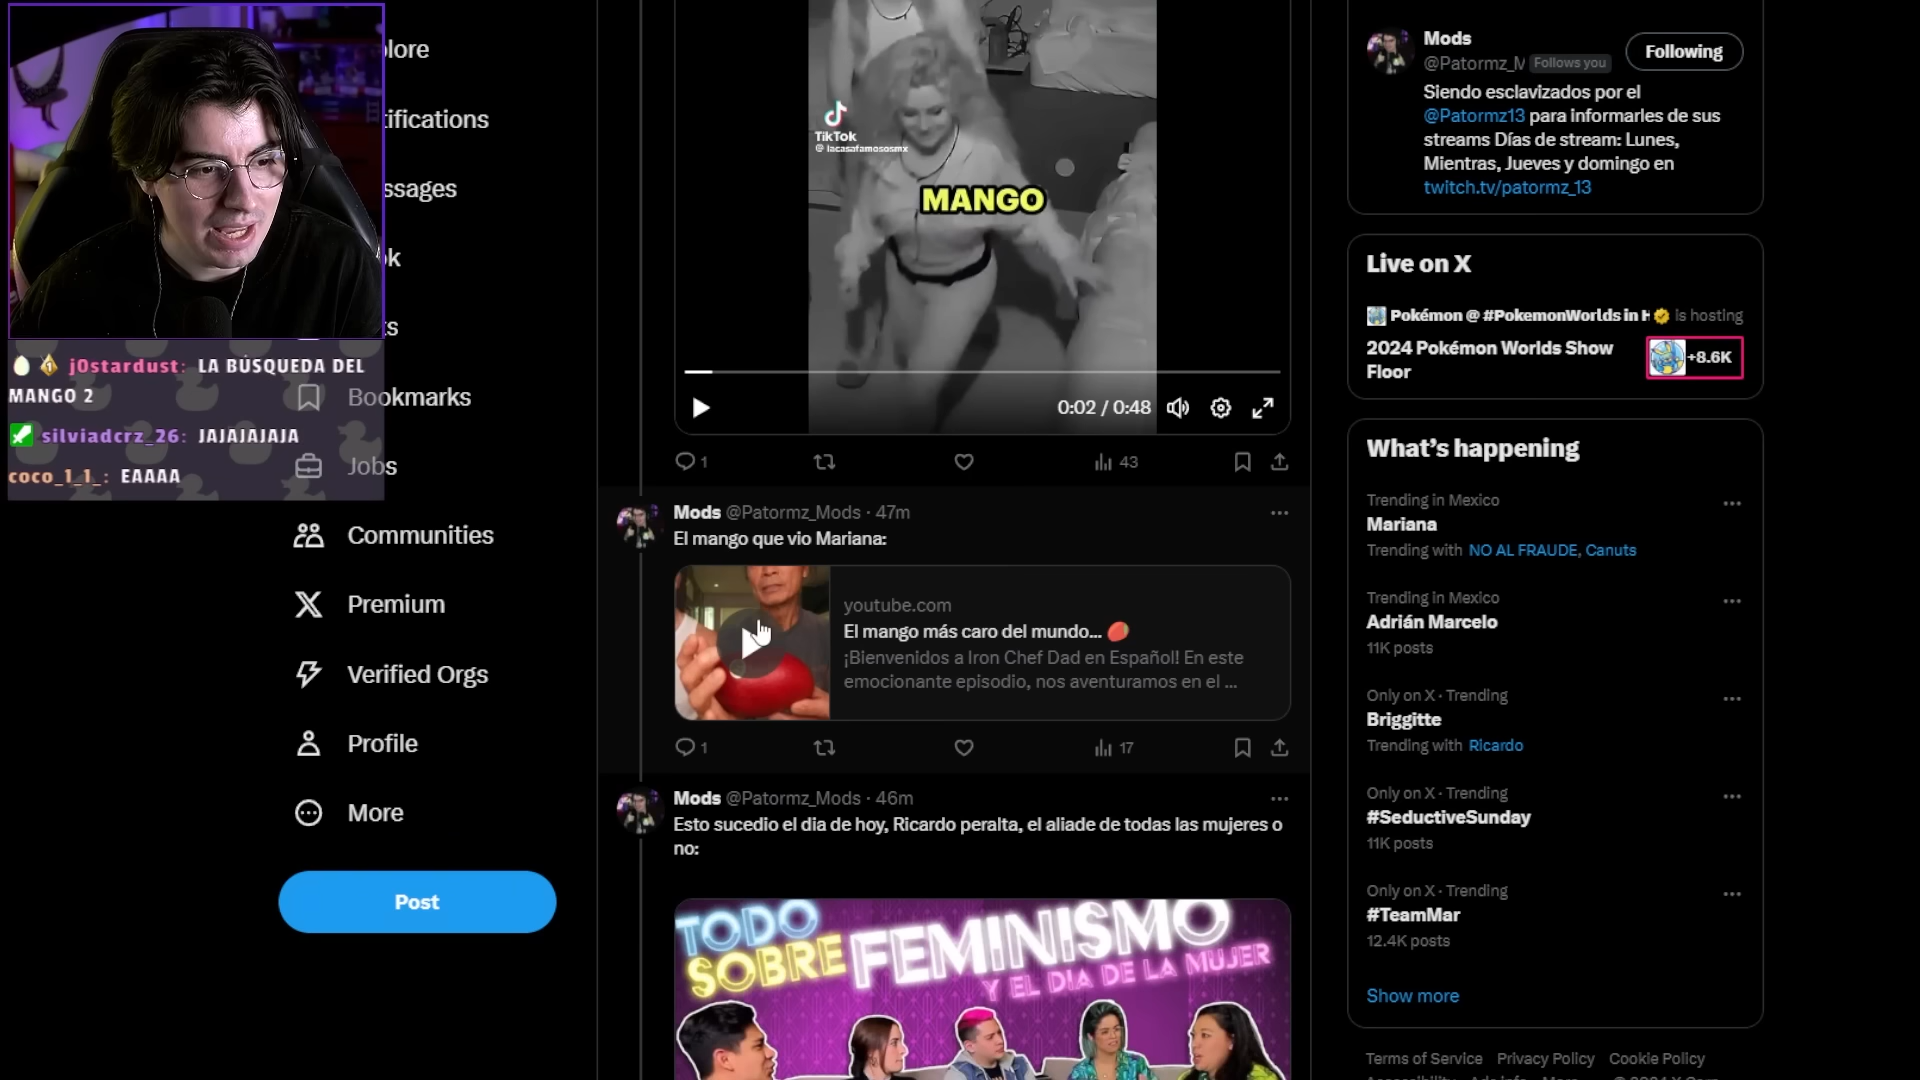 j0stardust: LA BÚSQUEDA DEL
MANGO 2
silviadcrz_26: JAJAJAJAJA
coco_1_1_: EAAAA
Bookmarks
Jobs
Communities
Premium
Verified Orgs
Profile
More
Post
TikTok
@lacasafamososmx
MANGO
0:02 / 0:48
1
43
Mods @Patormz_Mods · 47m
El mango que vio Mariana:
youtube.com
El mango más caro del mundo...
¡Bienvenidos a Iron Chef Dad en Español! En este
emocionante episodio, nos aventuramos en el ...
1
17
Mods @Patormz_Mods · 46m
Esto sucedio el dia de hoy, Ricardo peralta, el aliade de todas las mujeres o
no:
TODO
SOBRE FEMINISMO
Y EL DIA DE LA MUJER
Mods
@Patormz_M Follows you
Following
Siendo esclavizados por el
@Patormz13 para informarles de sus
streams Días de stream: Lunes,
Mientras, Jueves y domingo en
twitch.tv/patormz_13
Live on X
Pokémon @ #PokemonWorlds in H is hosting
2024 Pokémon Worlds Show
Floor
+8.6K
What's happening
Trending in Mexico
Mariana
Trending with NO AL FRAUDE, Canuts
Trending in Mexico
Adrián Marcelo
11K posts
Only on X · Trending
Briggitte
Trending with Ricardo
Only on X · Trending
#SeductiveSunday
11K posts
Only on X · Trending
#TeamMar
12.4K posts
Show more
Terms of Service Privacy Policy Cookie Policy